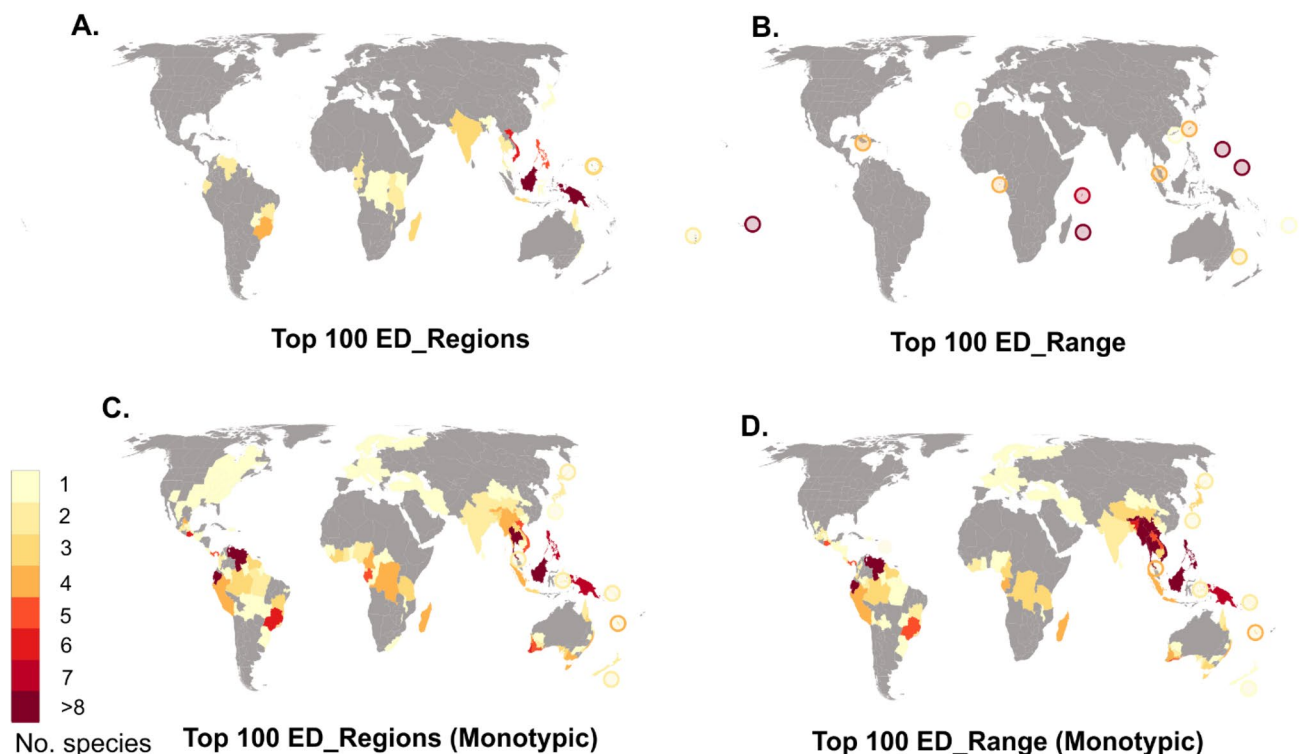 A.
B.
Top 100 ED_Regions
Top 100 ED_Range
C.
D.
1
2
3
4
5
6
7
>8
No. species
Top 100 ED_Regions (Monotypic)
Top 100 ED_Range (Monotypic)